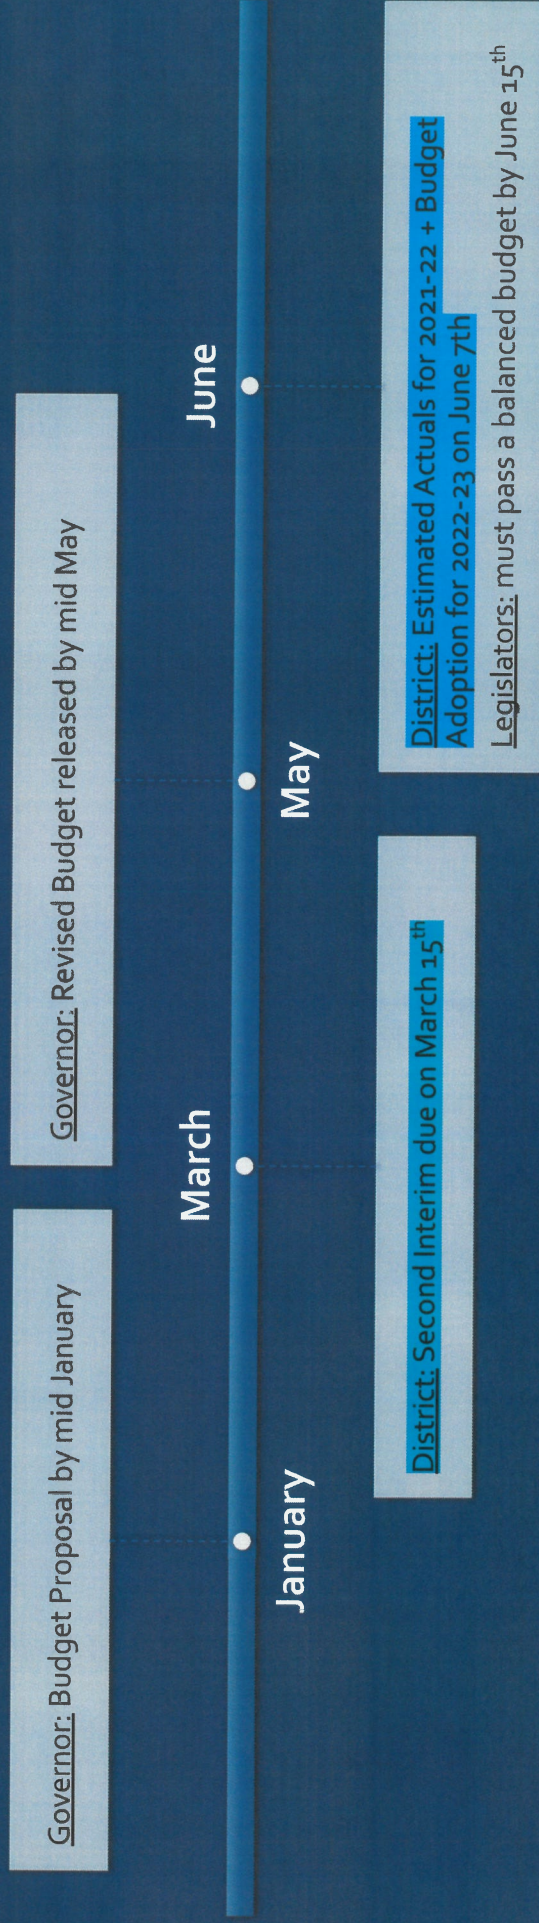 Governor: Budget Proposal by mid January
Governor: Revised Budget released by mid May
January
March
May
June
District: Second Interim due on March 15th
District: Estimated Actuals for 2021-22 + Budget
Adoption for 2022-23 on June 7th
Legislators: must pass a balanced budget by June 15th